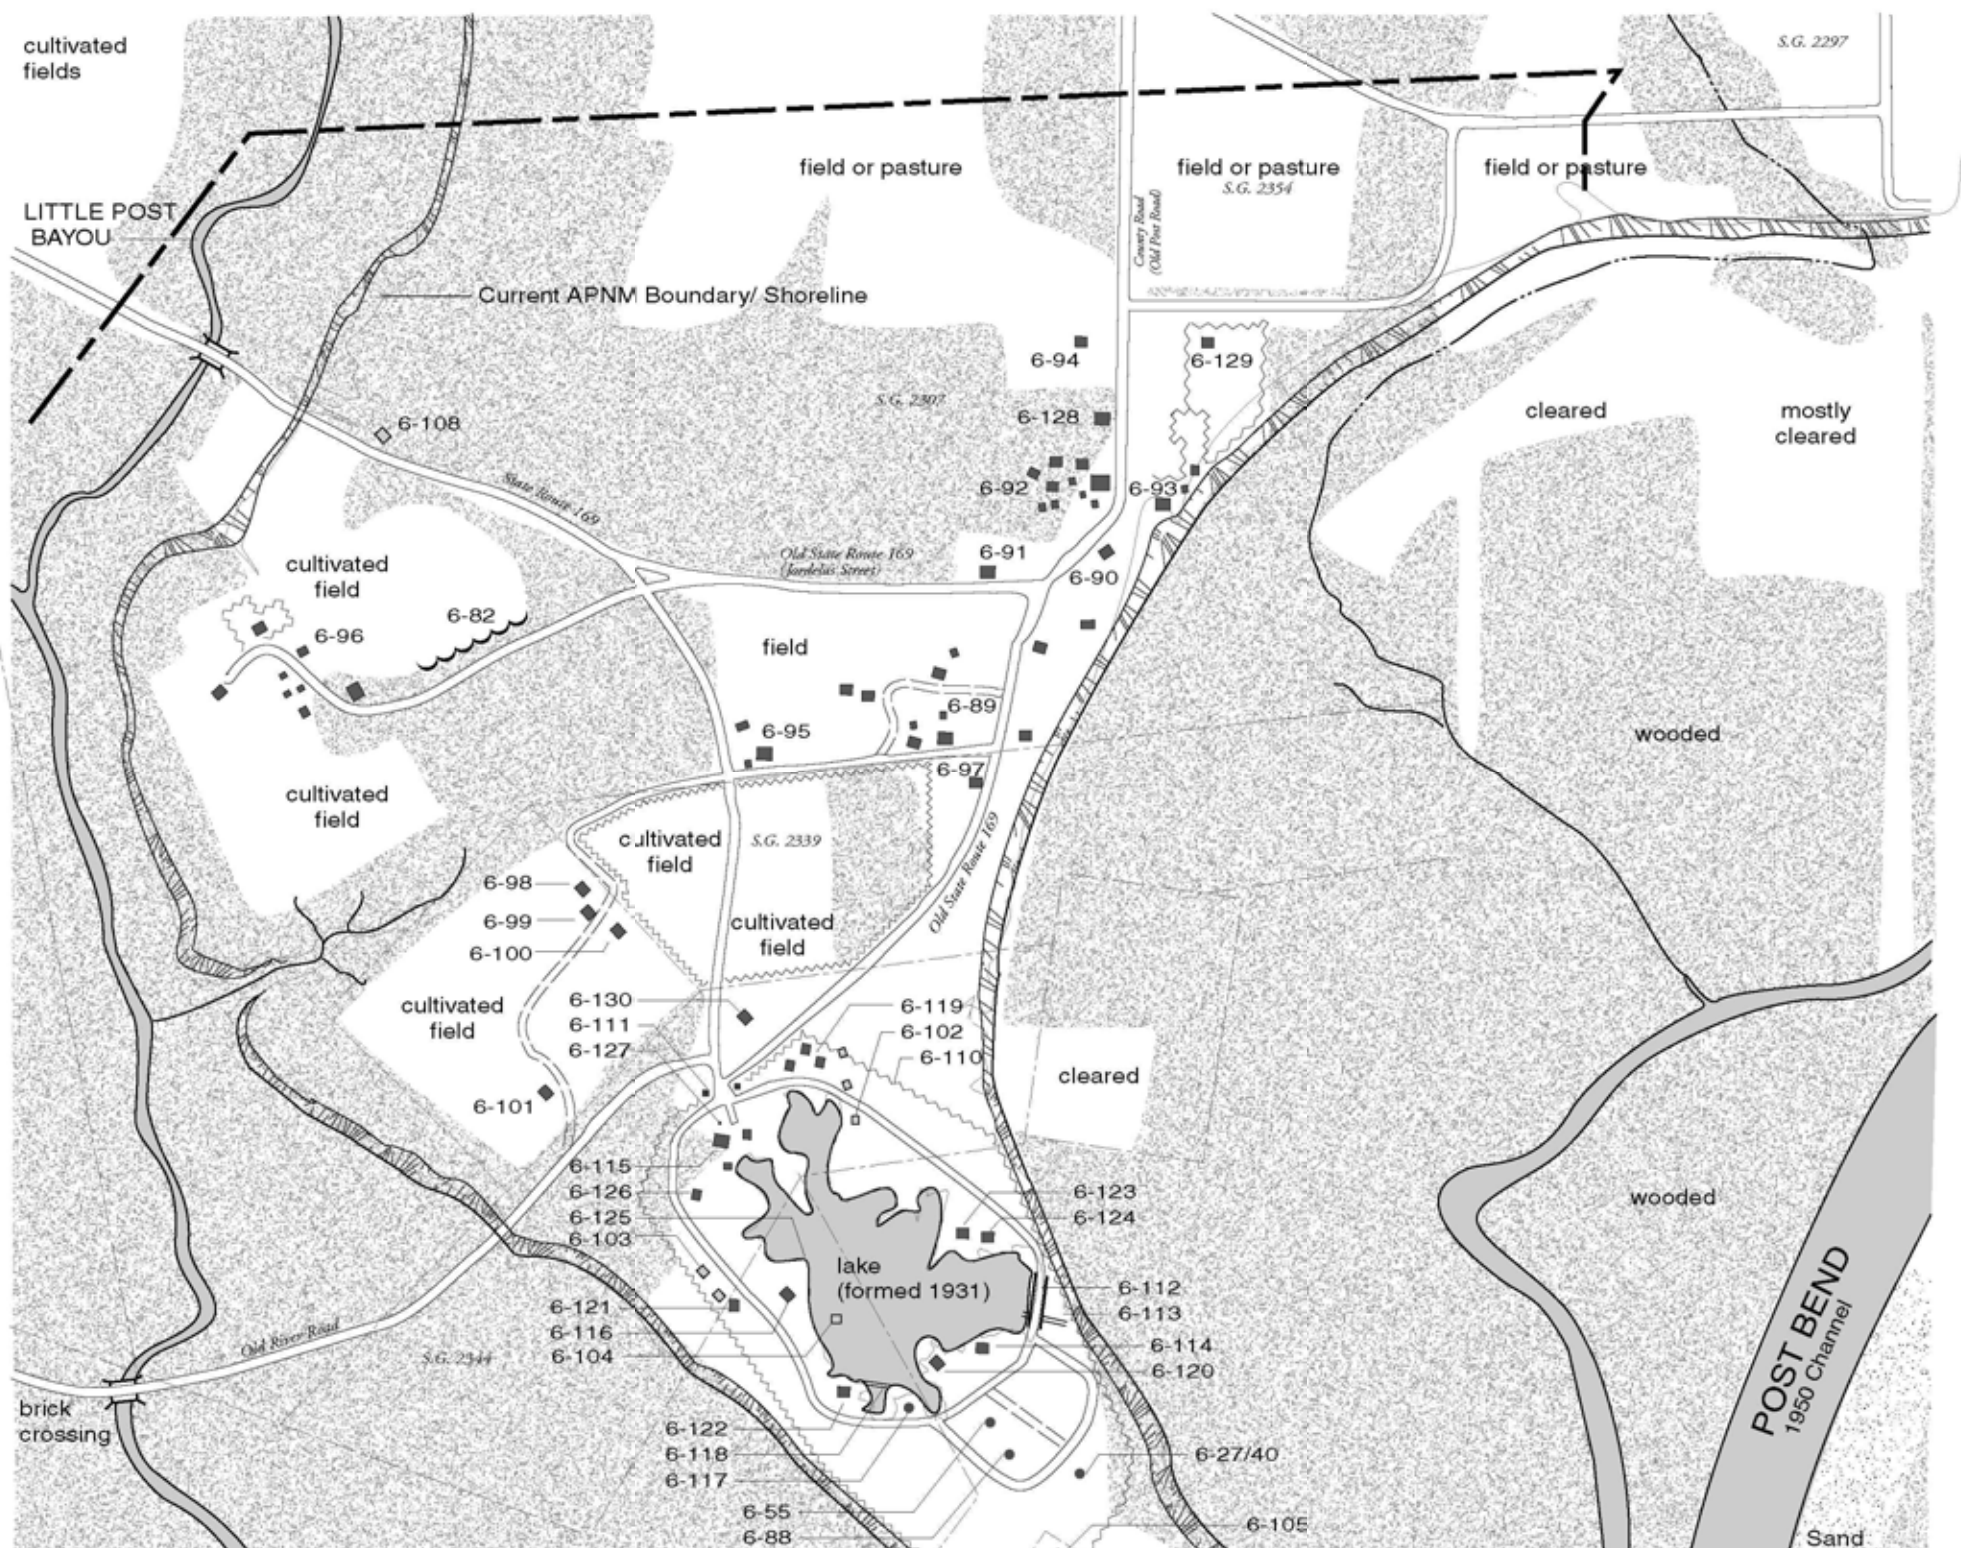 cultivated
fields
S.G. 2297
field or pasture
field or pasture
S.G. 2354
field or pasture
County Road
(Old Post Road)
LITTLE POST
BAYOU
Current APNM Boundary/ Shoreline
6-94
6-129
6-108
S.G. 2307
6-128
cleared
mostly
cleared
State Route 169
6-92
6-93
Old State Route 169
(Jordelas Street)
6-91
6-90
cultivated
field
6-96
6-82
field
6-89
6-95
6-97
wooded
cultivated
field
cultivated
field
S.G. 2339
Old State Route 169
6-98
6-99
6-100
cultivated
field
cultivated
field
6-130
6-111
6-127
6-119
6-102
6-110
cleared
6-101
6-115
6-126
6-125
6-103
6-123
6-124
wooded
lake
(formed 1931)
6-112
6-113
6-121
6-116
6-104
6-114
6-120
Old River Road
S.G. 2344
POST BEND
1950 Channel
brick
crossing
6-122
6-118
6-117
6-27/40
6-55
6-88
6-105
Sand